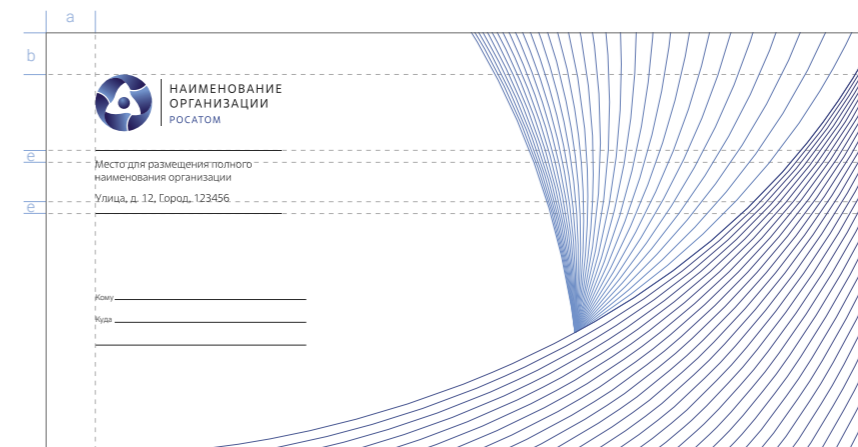 a
b
НАИМЕНОВАНИЕ
ОРГАНИЗАЦИИ
РОСАТОМ
e
Место для размещения полного
наименования организации
Улица, д. 12, Город, 123456
e
Кому
Куда